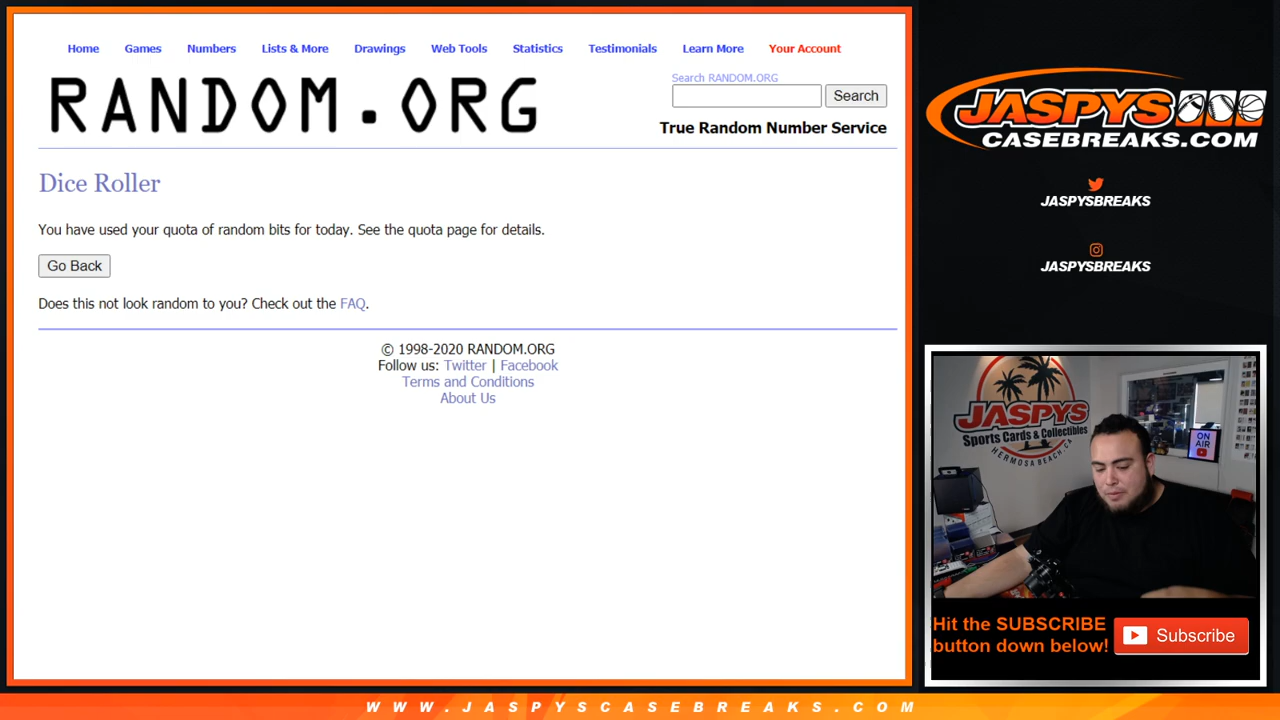 Home Games Numbers Lists & More Drawings Web Tools Statistics Testimonials Learn More Your Account
RANDOM.ORG
Search RANDOM.ORG
Search
True Random Number Service
Dice Roller
You have used your quota of random bits for today. See the quota page for details.
Go Back
Does this not look random to you? Check out the FAQ.
© 1998-2020 RANDOM.ORG
Follow us: Twitter | Facebook
Terms and Conditions
About Us
JASPYS
CASEBREAKS.COM
JASPYSBREAKS
JASPYSBREAKS
JASPYS
Sports Cards & Collectibles
HERMOSA BEACH, CA
ON
AIR
Hit the SUBSCRIBE
button down below!
Subscribe
WWW.JASPYSCASEBREAKS.COM